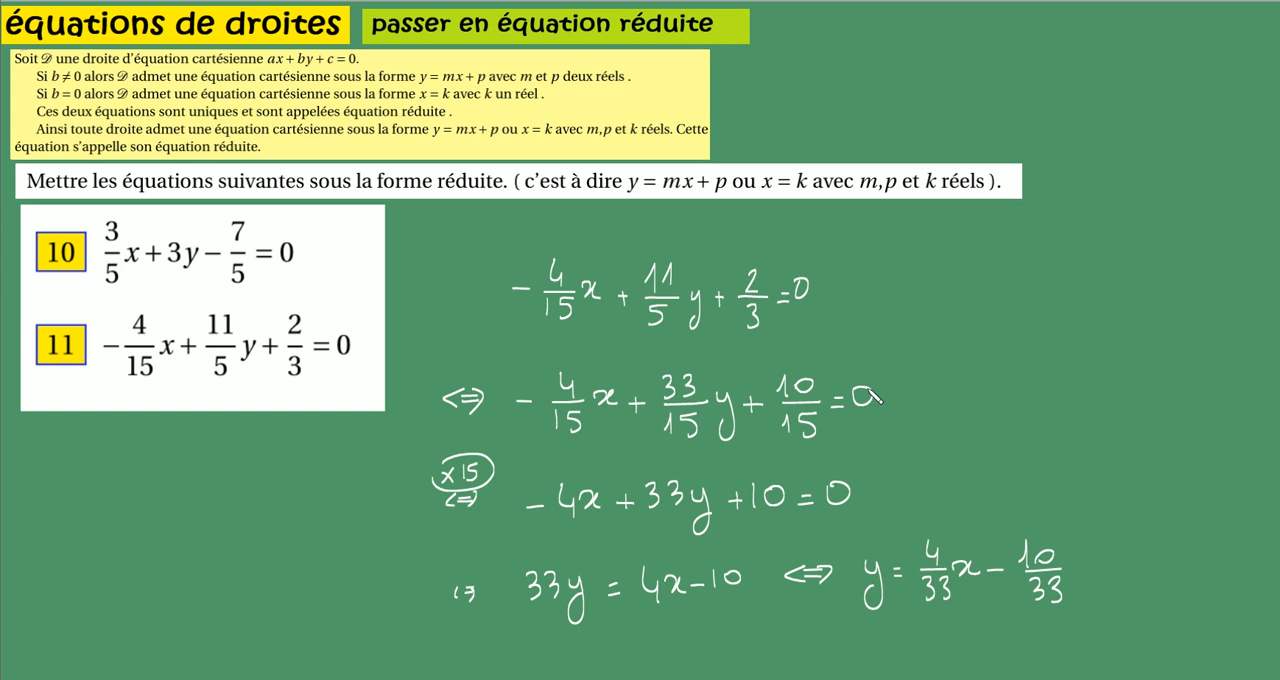 équations de droites
passer en équation réduite
Soit 𝒟 une droite d'équation cartésienne ax + by + c = 0.
Si b ≠ 0 alors 𝒟 admet une équation cartésienne sous la forme y = mx + p avec m et p deux réels .
Si b = 0 alors 𝒟 admet une équation cartésienne sous la forme x = k avec k un réel .
Ces deux équations sont uniques et sont appelées équation réduite .
Ainsi toute droite admet une équation cartésienne sous la forme y = mx + p ou x = k avec m,p et k réels. Cette
équation s'appelle son équation réduite.
Mettre les équations suivantes sous la forme réduite. ( c'est à dire y = mx + p ou x = k avec m,p et k réels ).
10 3/5 x + 3y − 7/5 = 0
11 −4/15 x + 11/5 y + 2/3 = 0
− 4/15 x + 11/5 y + 2/3 = 0
⇔ − 4/15 x + 33/15 y + 10/15 = 0
×15
⇔ − 4x + 33y + 10 = 0
⇔ 33y = 4x − 10 ⇔ y = 4/33 x − 10/33